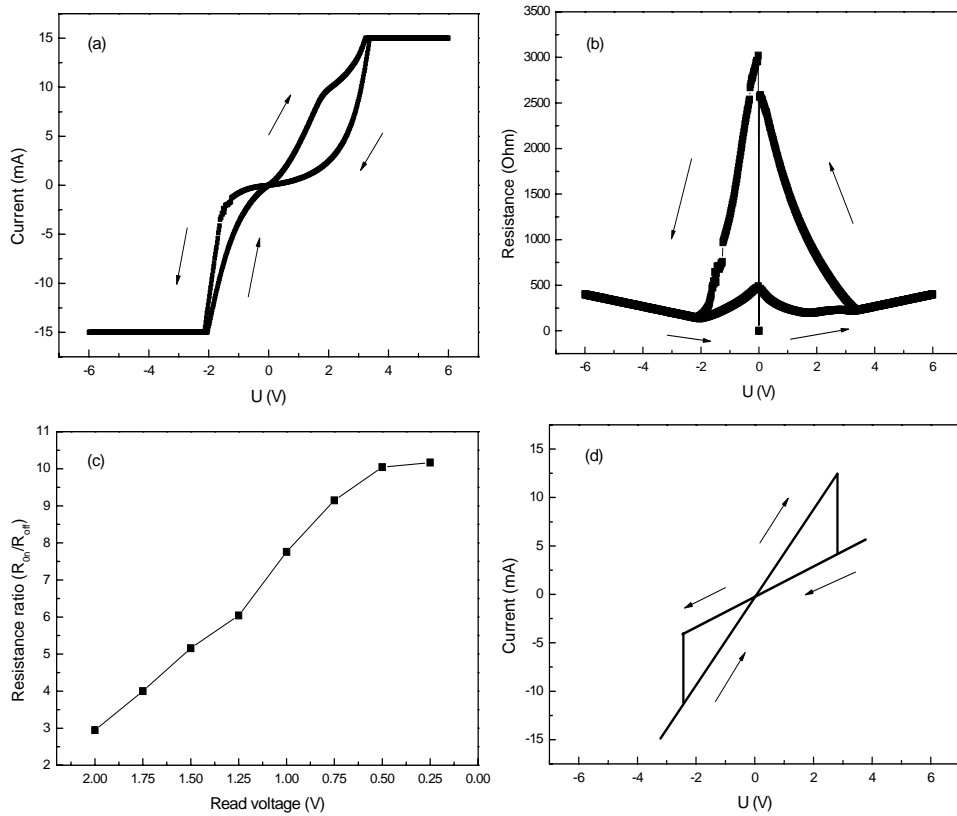 (a)
15
10
5
0
-5
-10
-15
Current (mA)
-6 -4 -2 0 2 4 6
U (V)
(b)
3000
2500
2000
1500
1000
500
0
Resistance (Ohm)
-6 -4 -2 0 2 4 6
U (V)
(c)
11
10
9
8
7
6
5
4
3
2
Resistance ratio (R0n/Roff)
2.00 1.75 1.50 1.25 1.00 0.75 0.50 0.25 0.00
Read voltage (V)
(d)
15
10
5
0
-5
-10
-15
Current (mA)
-6 -4 -2 0 2 4 6
U (V)